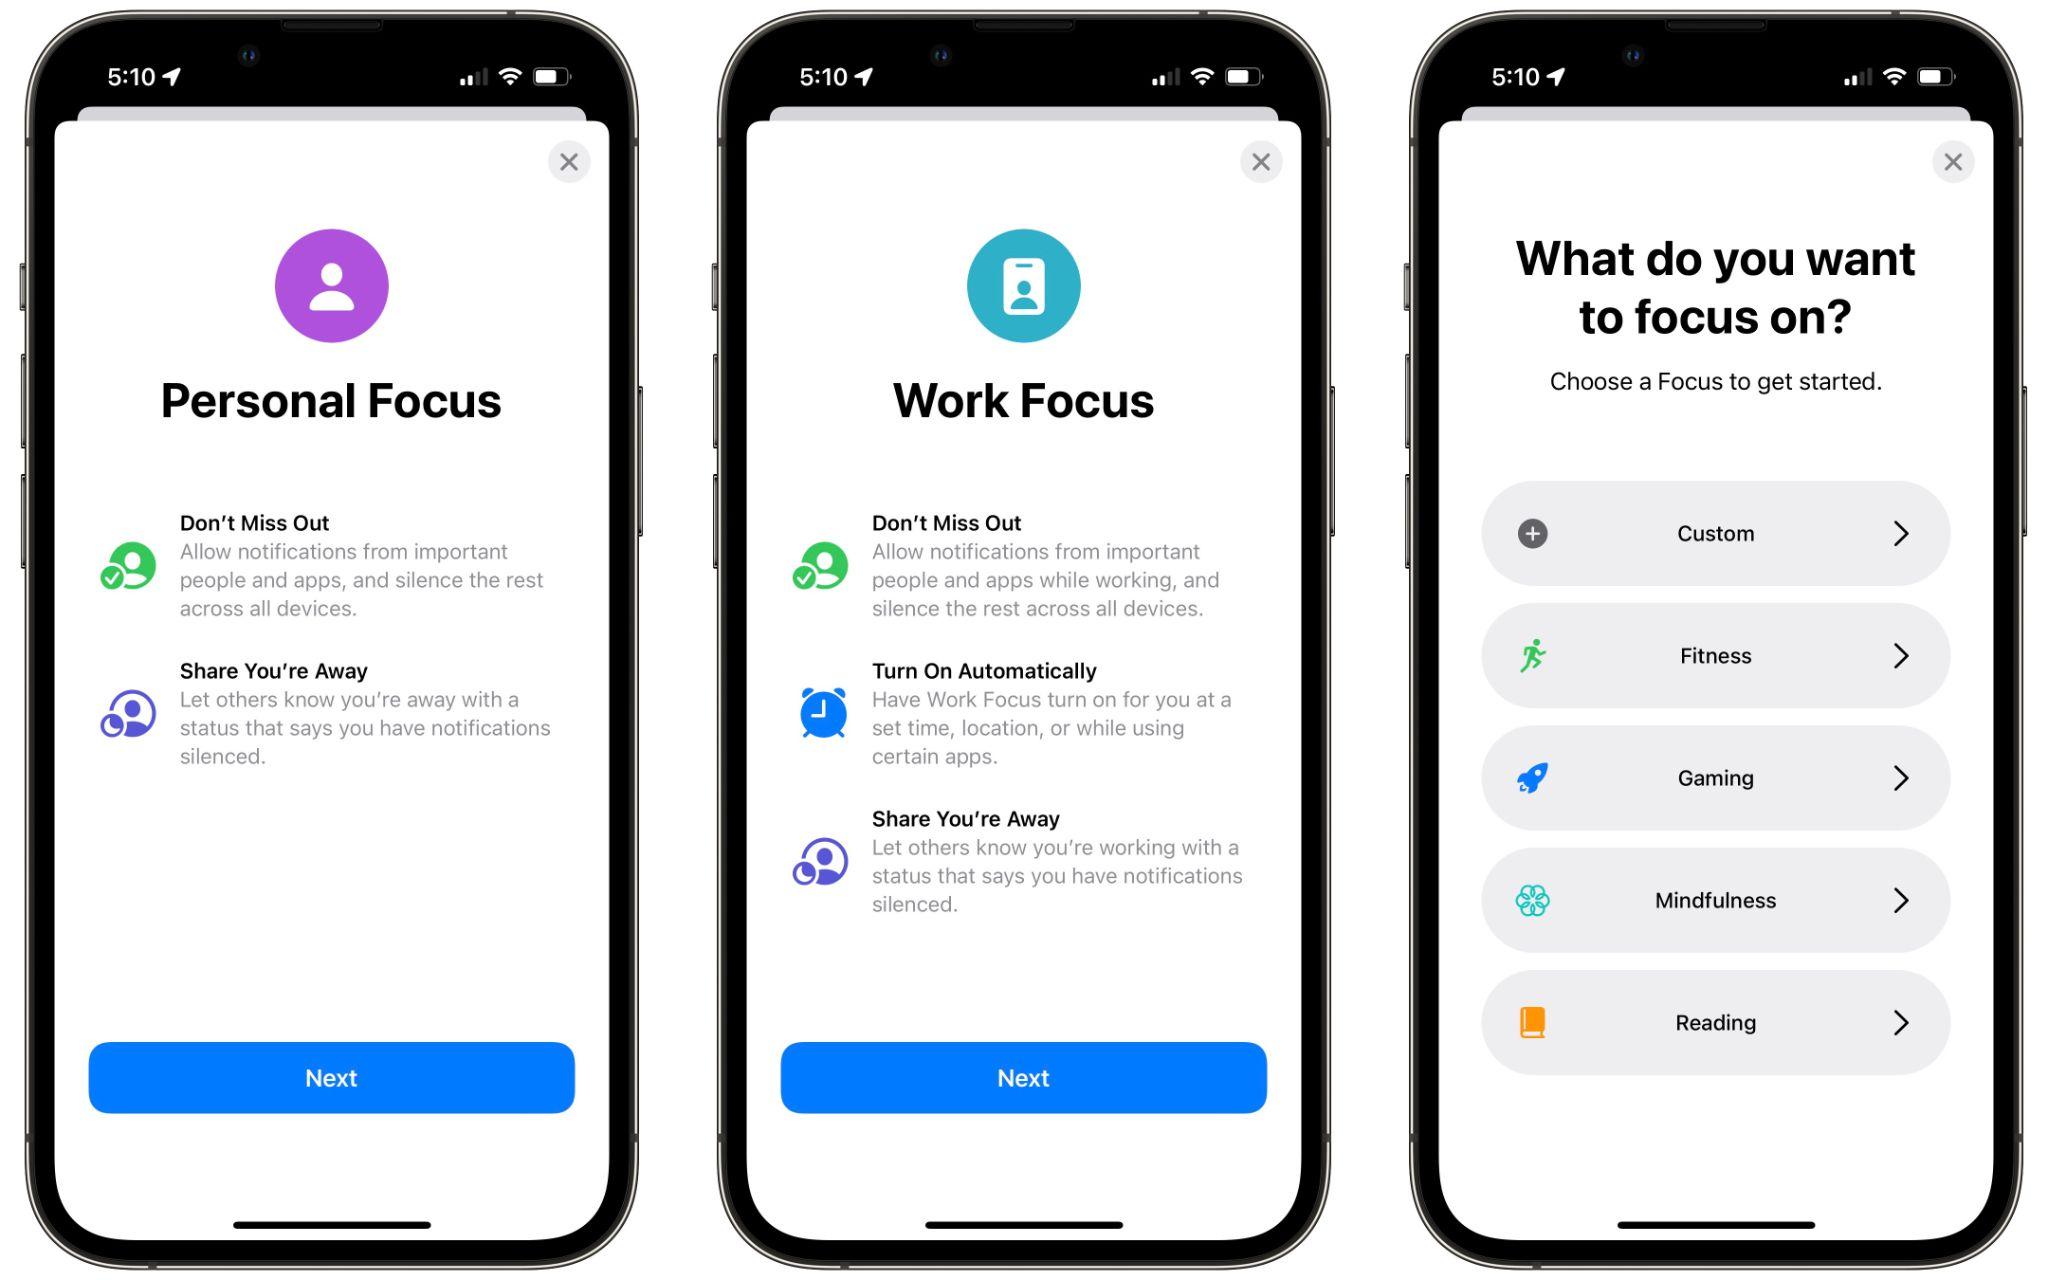 5:10
Personal Focus
Don’t Miss Out
Allow notifications from important
people and apps, and silence the rest
across all devices.
Share You’re Away
Let others know you’re away with a
status that says you have notifications
silenced.
Next
5:10
Work Focus
Don’t Miss Out
Allow notifications from important
people and apps while working, and
silence the rest across all devices.
Turn On Automatically
Have Work Focus turn on for you at a
set time, location, or while using
certain apps.
Share You’re Away
Let others know you’re working with a
status that says you have notifications
silenced.
Next
5:10
What do you want
to focus on?
Choose a Focus to get started.
Custom
Fitness
Gaming
Mindfulness
Reading